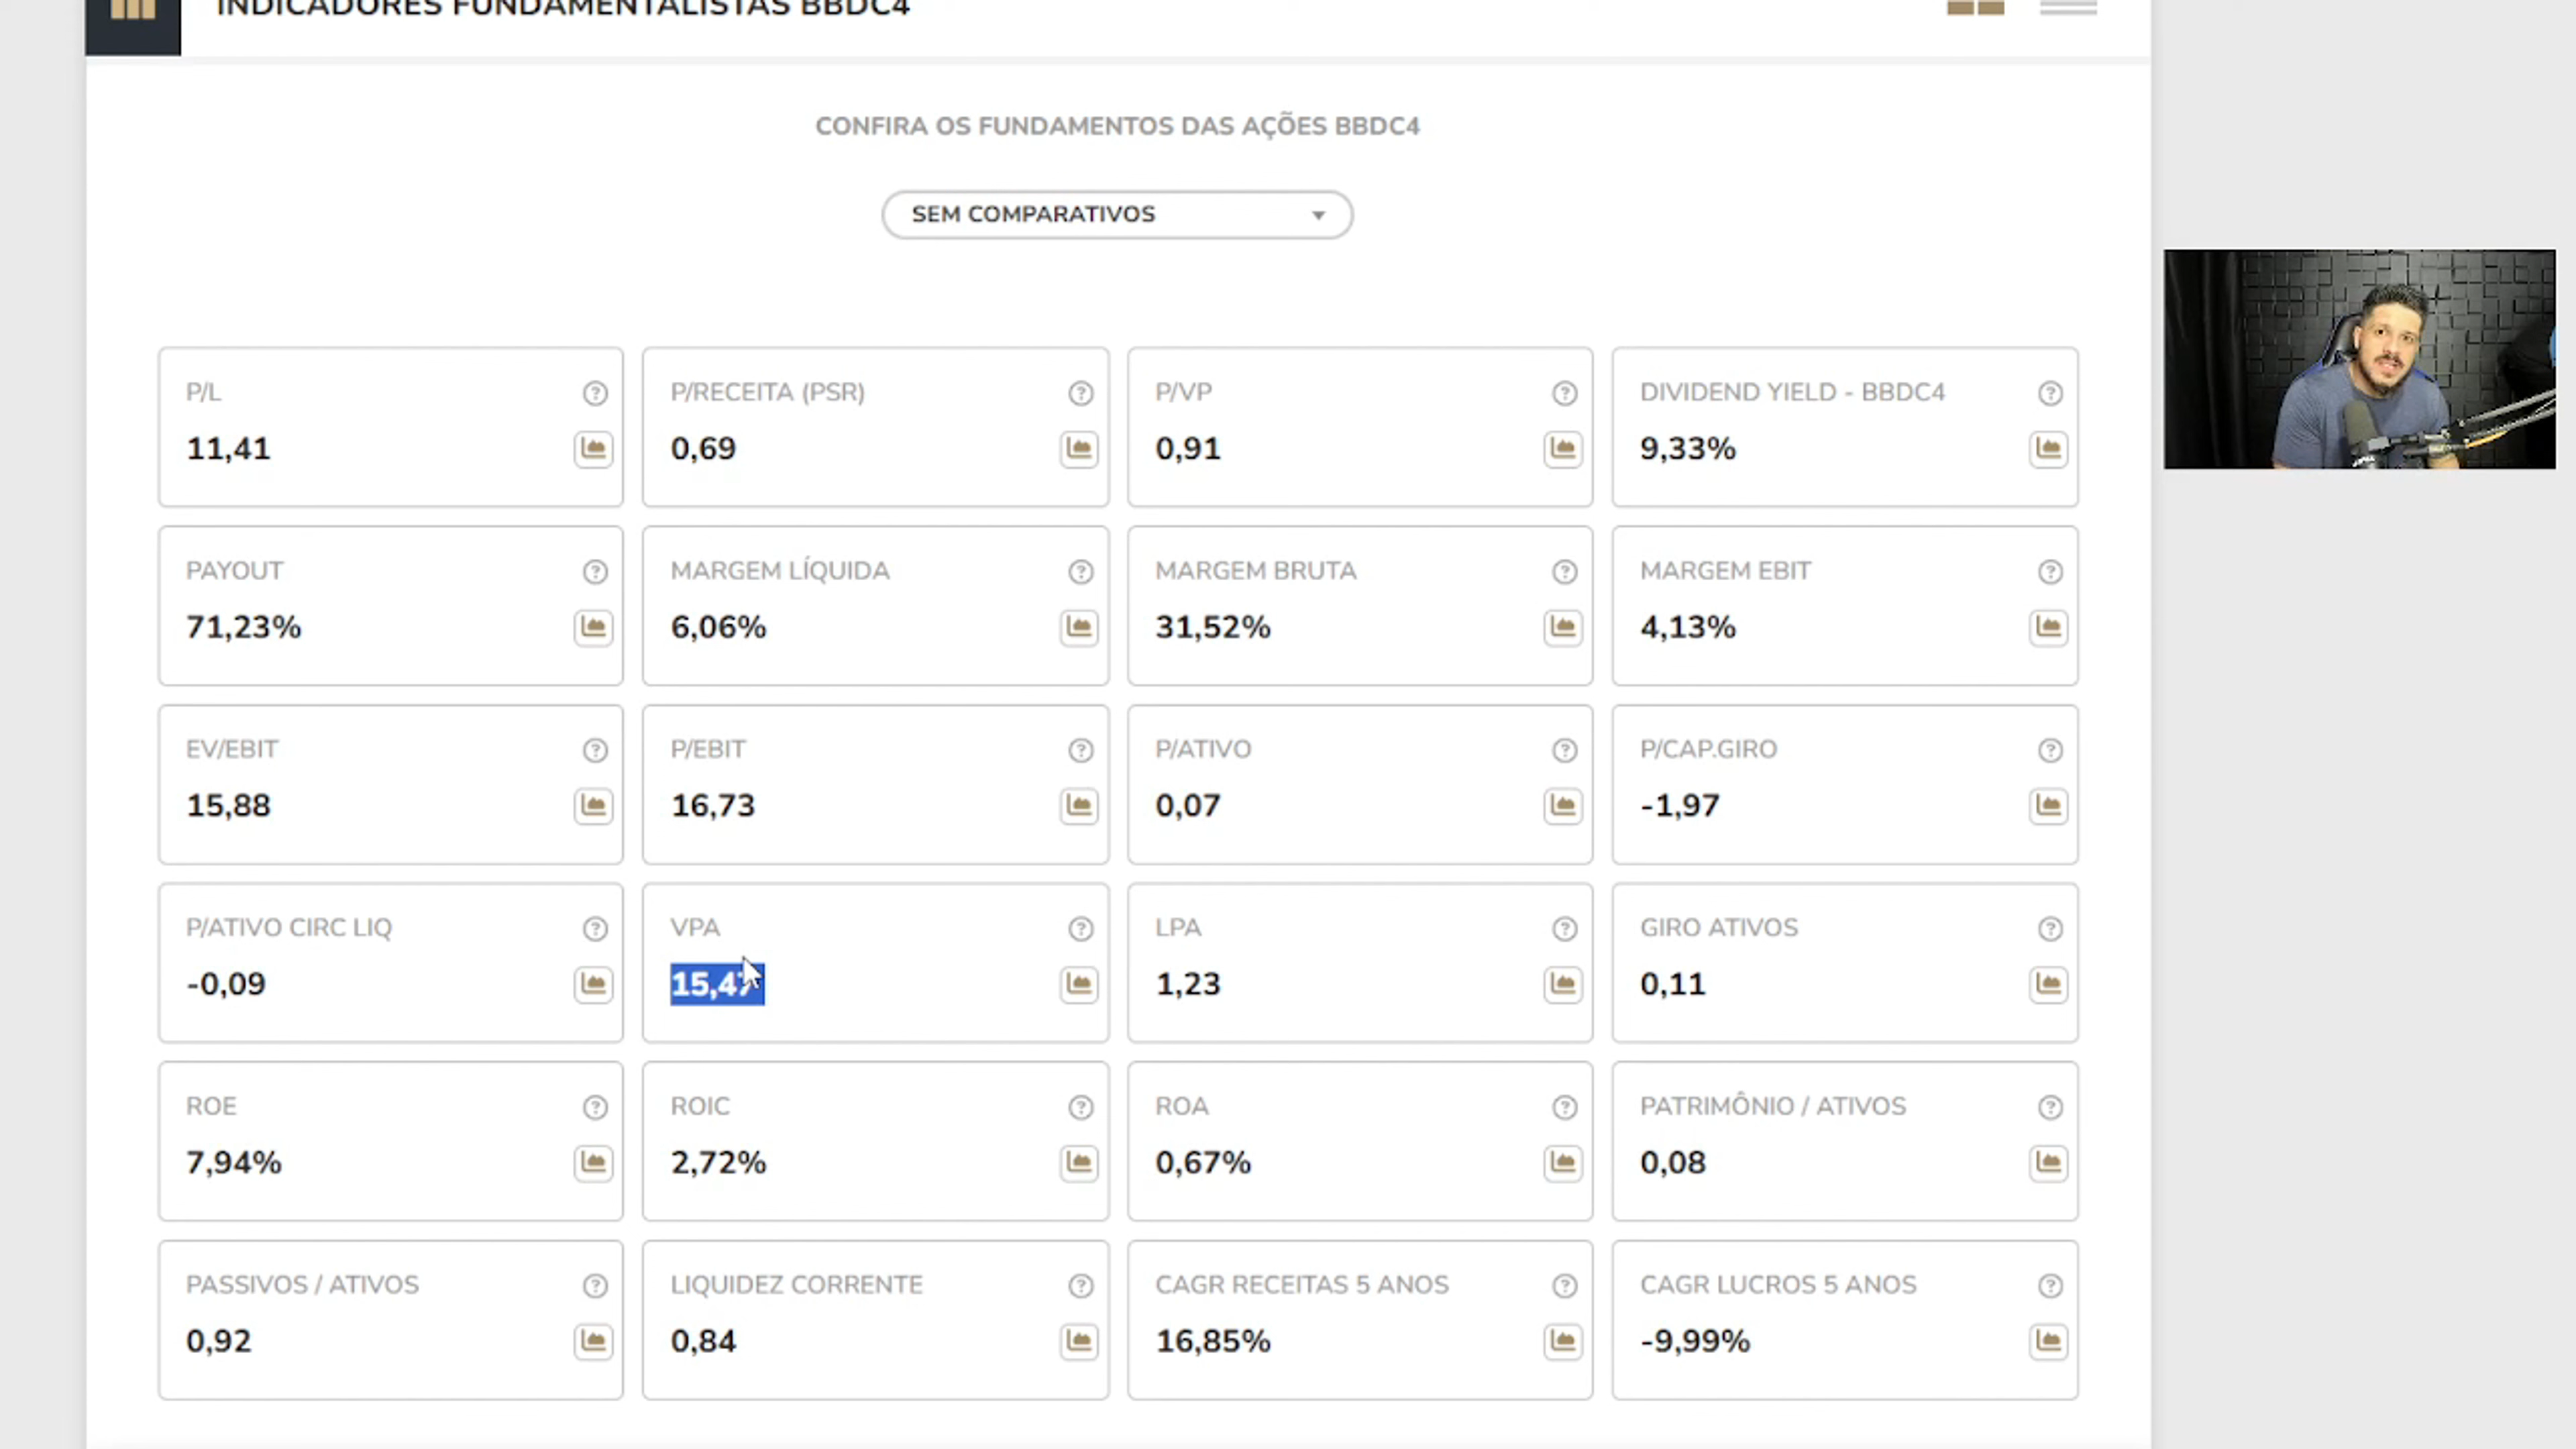 INDICADORES FUNDAMENTALISTAS BBDC4
CONFIRA OS FUNDAMENTOS DAS AÇÕES BBDC4
SEM COMPARATIVOS
P/L
11,41
P/RECEITA (PSR)
0,69
P/VP
0,91
DIVIDEND YIELD - BBDC4
9,33%
PAYOUT
71,23%
MARGEM LÍQUIDA
6,06%
MARGEM BRUTA
31,52%
MARGEM EBIT
4,13%
EV/EBIT
15,88
P/EBIT
16,73
P/ATIVO
0,07
P/CAP.GIRO
-1,97
P/ATIVO CIRC LIQ
-0,09
VPA
15,47
LPA
1,23
GIRO ATIVOS
0,11
ROE
7,94%
ROIC
2,72%
ROA
0,67%
PATRIMÔNIO / ATIVOS
0,08
PASSIVOS / ATIVOS
0,92
LIQUIDEZ CORRENTE
0,84
CAGR RECEITAS 5 ANOS
16,85%
CAGR LUCROS 5 ANOS
-9,99%